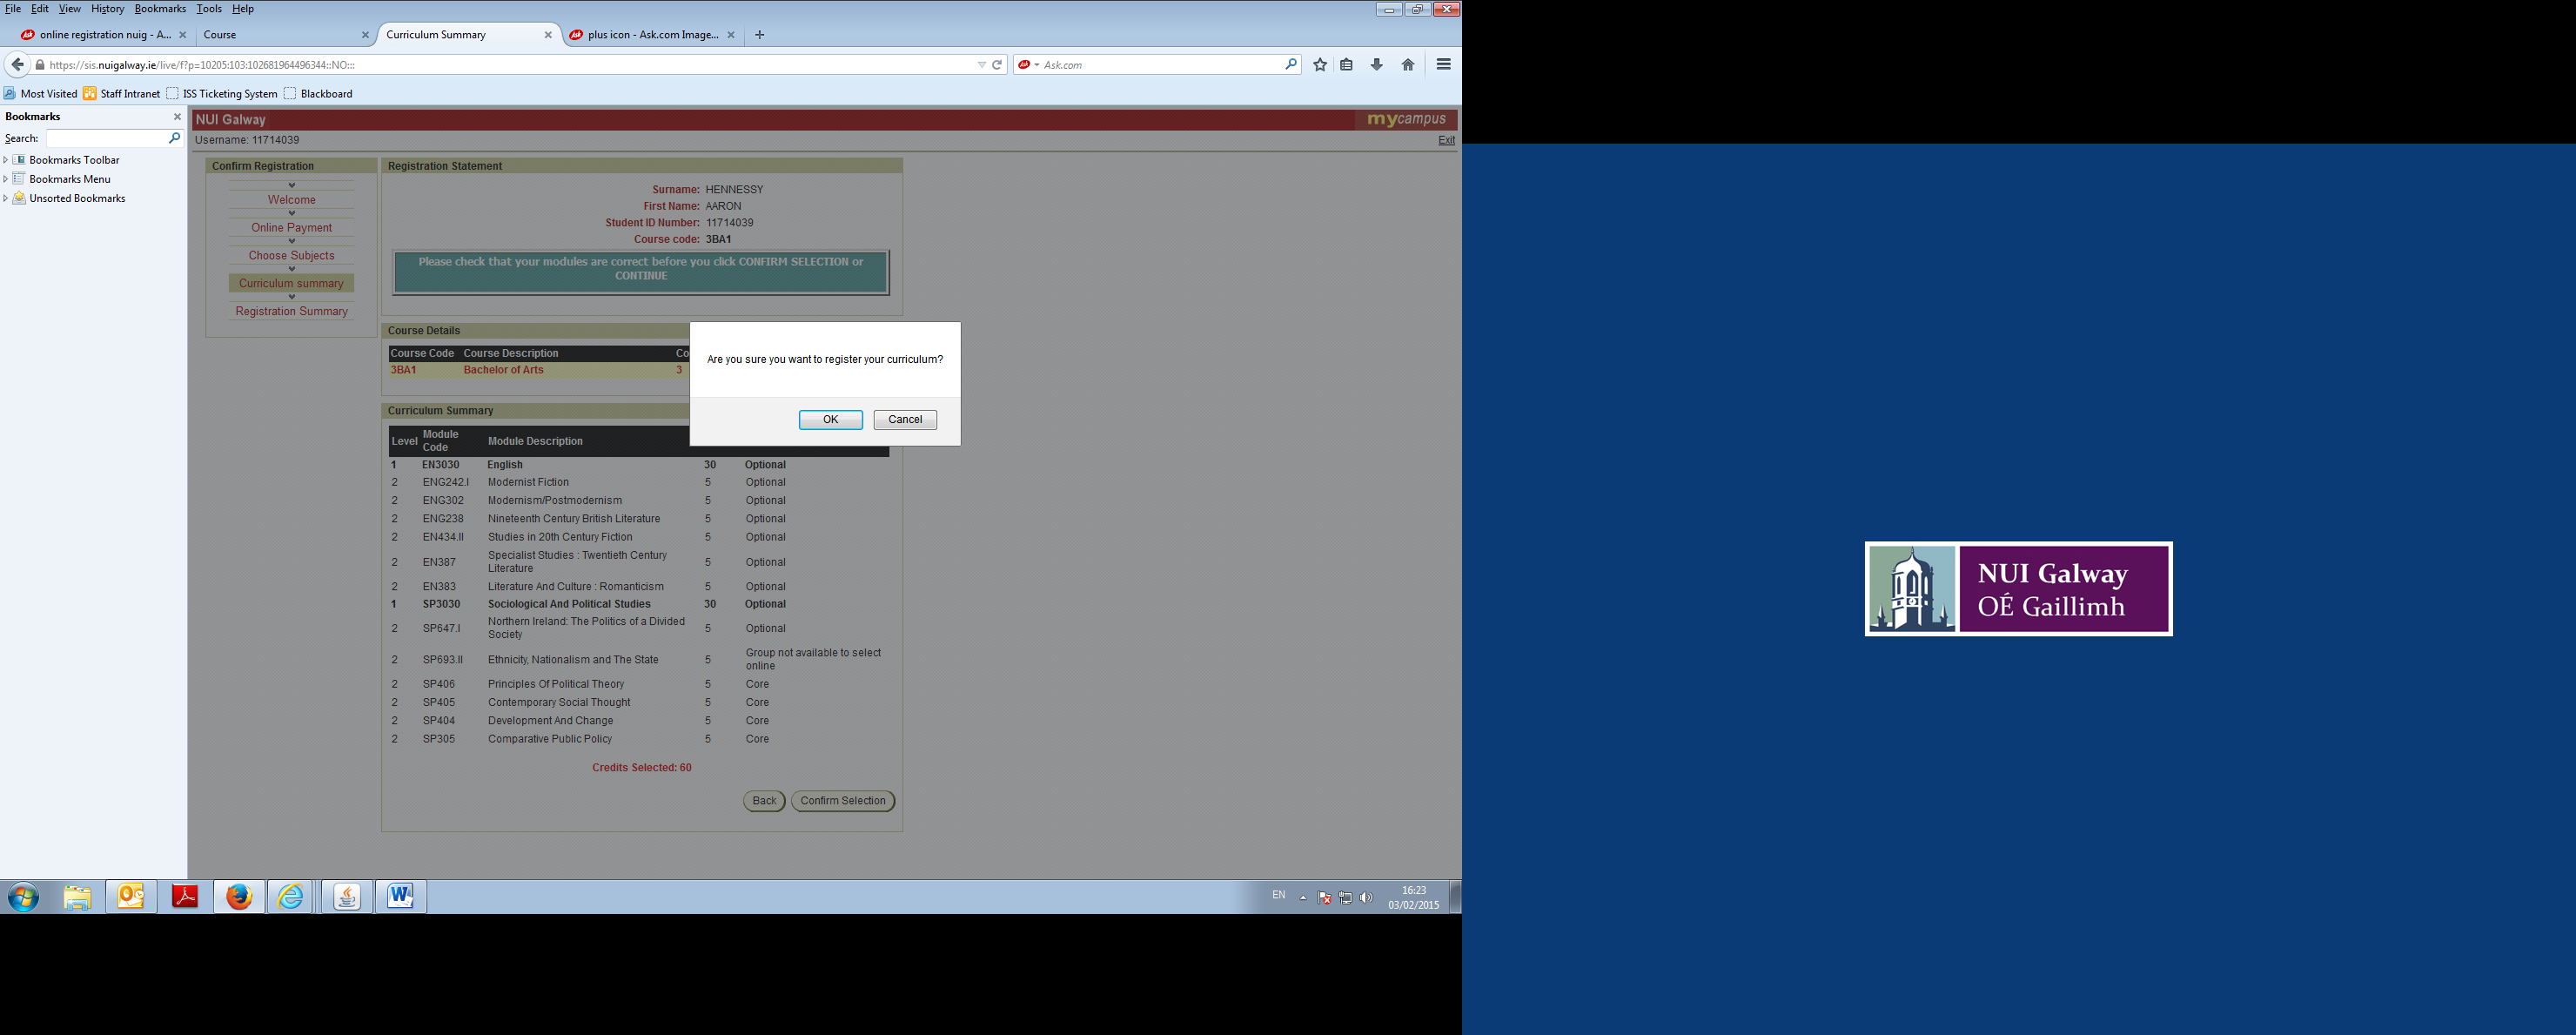 File Edit View History Bookmarks Tools Help
online registration nuig - A... Course Curriculum Summary plus icon - Ask.com Image...
https://sis.nuigalway.ie/live/f?p=10205:103:102681964496344::NO::: Ask.com
Most Visited Staff Intranet ISS Ticketing System Blackboard
Bookmarks
Search:
Bookmarks Toolbar
Bookmarks Menu
Unsorted Bookmarks
NUI Galway mycampus
Username: 11714039 Exit
Confirm Registration
Welcome
Online Payment
Choose Subjects
Curriculum summary
Registration Summary
Registration Statement
Surname: HENNESSY
First Name: AARON
Student ID Number: 11714039
Course code: 3BA1
Please check that your modules are correct before you click CONFIRM SELECTION or
CONTINUE
Course Details
Course Code Course Description Co
3BA1 Bachelor of Arts 3
Are you sure you want to register your curriculum?
OK Cancel
Curriculum Summary
Level Module Code Module Description
1 EN3030 English 30 Optional
2 ENG242.I Modernist Fiction 5 Optional
2 ENG302 Modernism/Postmodernism 5 Optional
2 ENG238 Nineteenth Century British Literature 5 Optional
2 EN434.II Studies in 20th Century Fiction 5 Optional
2 EN387 Specialist Studies : Twentieth Century Literature 5 Optional
2 EN383 Literature And Culture : Romanticism 5 Optional
1 SP3030 Sociological And Political Studies 30 Optional
2 SP647.I Northern Ireland: The Politics of a Divided Society 5 Optional
2 SP693.II Ethnicity, Nationalism and The State 5 Group not available to select online
2 SP406 Principles Of Political Theory 5 Core
2 SP405 Contemporary Social Thought 5 Core
2 SP404 Development And Change 5 Core
2 SP305 Comparative Public Policy 5 Core
Credits Selected: 60
Back Confirm Selection
EN 16:23
03/02/2015
NUI Galway
OÉ Gaillimh